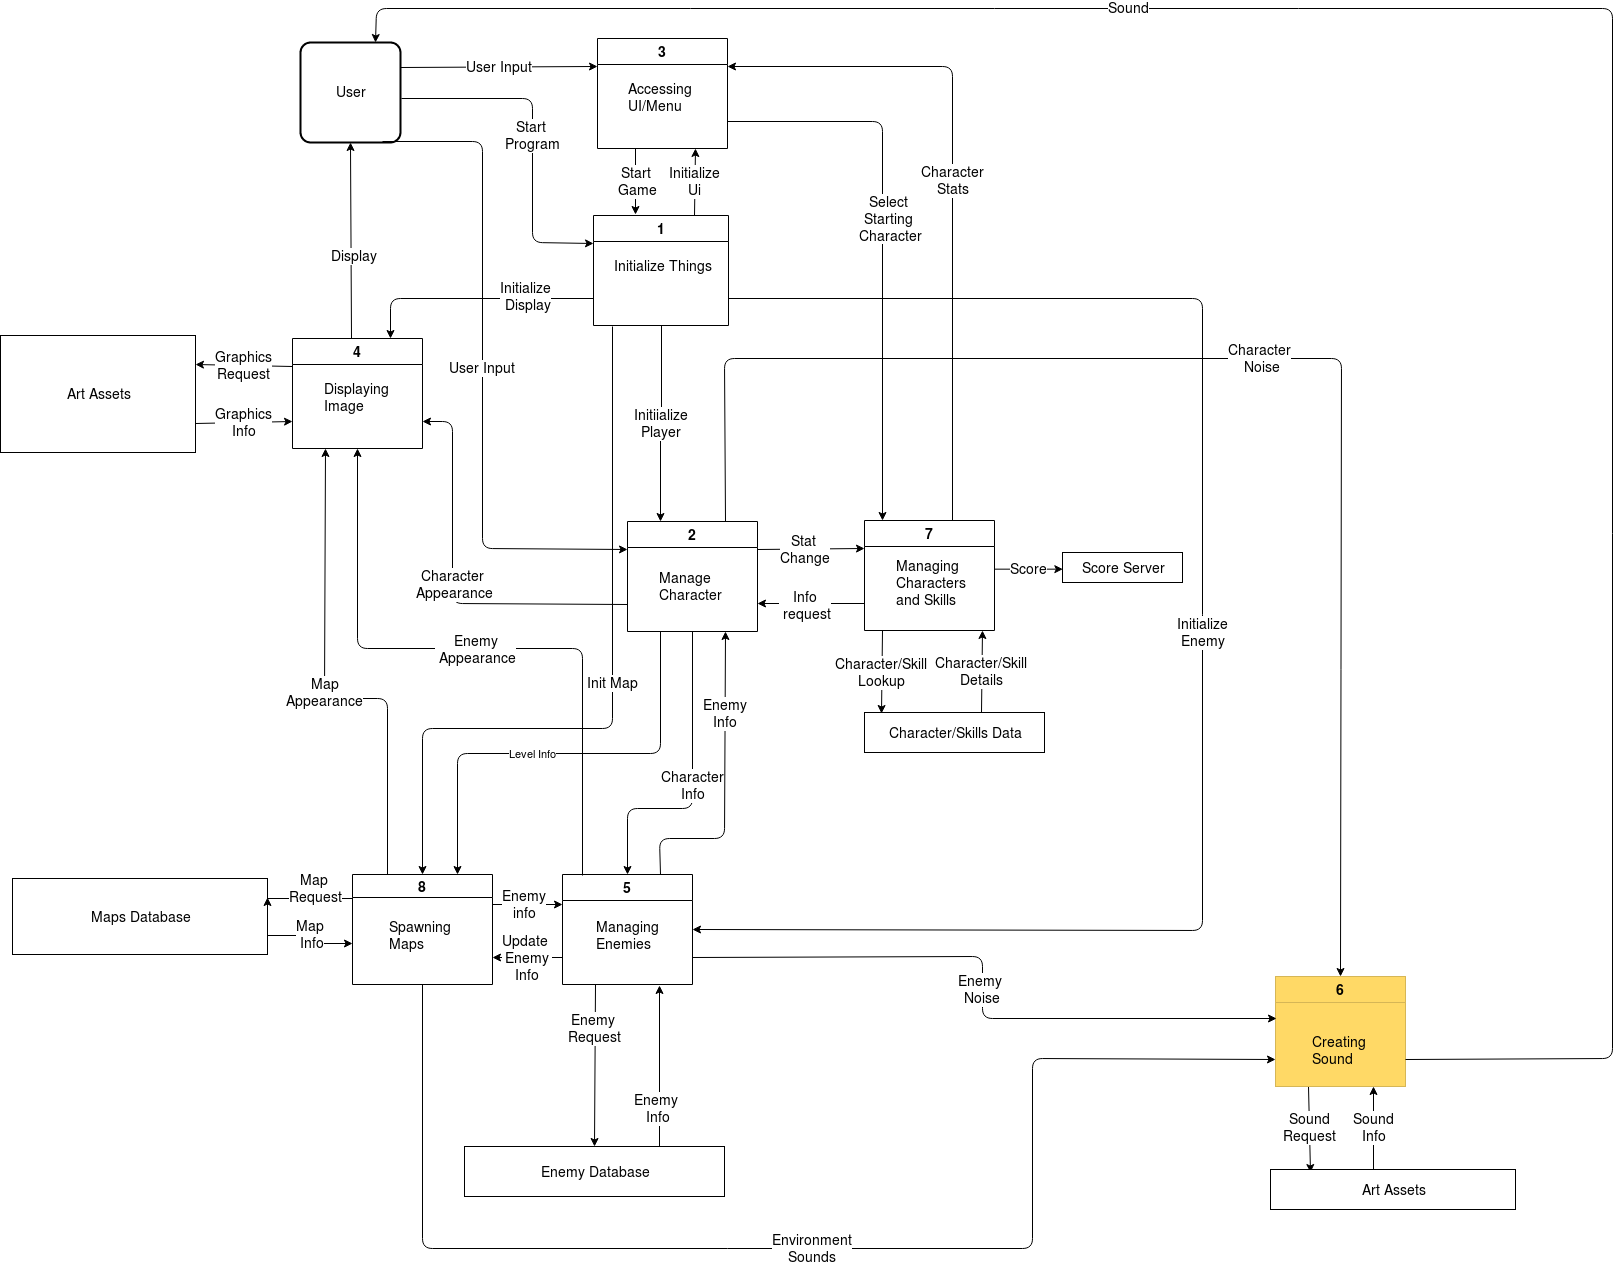 Sound
User
User Input
Start
Program
3
Accessing
UI/Menu
Start
Game
Initialize
Ui
Character
Stats
Select
Starting
Character
1
Initialize Things
Display
Initialize
Display
Art Assets
Graphics
Request
Graphics
Info
4
Displaying
Image
User Input
Initiialize
Player
Character
Noise
2
Manage
Character
Stat
Change
Info
request
7
Managing
Characters
and Skills
Score
Score Server
Character
Appearance
Enemy
Appearance
Map
Appearance
Init Map
Initialize
Enemy
Character/Skill
Lookup
Character/Skill
Details
Enemy
Info
Character/Skills Data
Level Info
Character
Info
Maps Database
Map
Request
Map
Info
8
Spawning
Maps
Enemy
info
Update
Enemy
Info
5
Managing
Enemies
Enemy
Noise
6
Creating
Sound
Enemy
Request
Enemy
Info
Sound
Request
Sound
Info
Enemy Database
Art Assets
Environment
Sounds